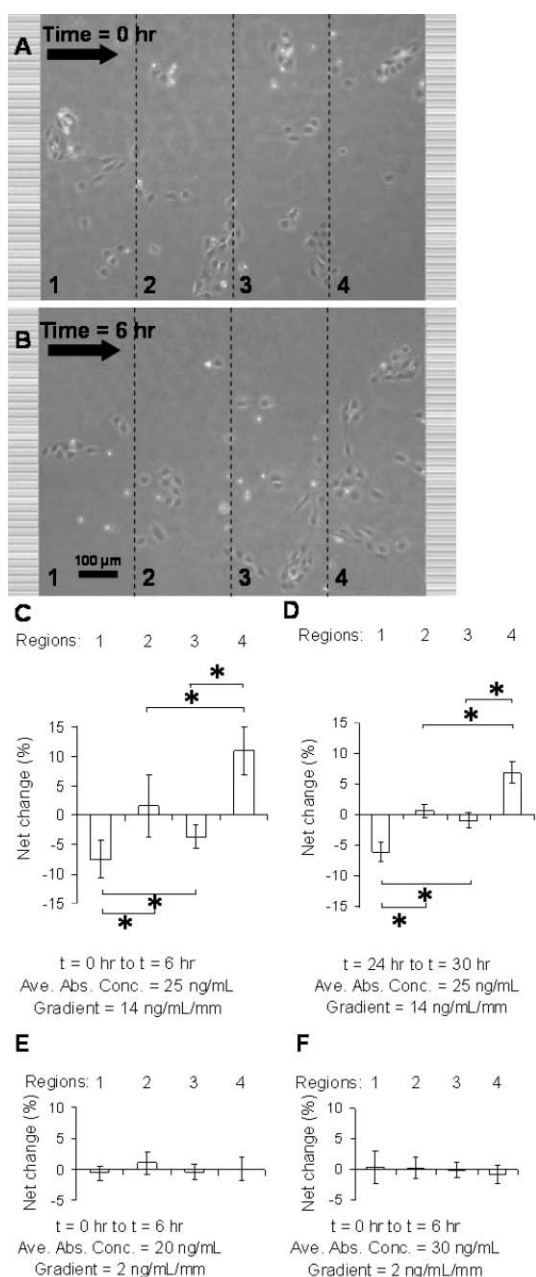 A
Time = 0 hr
1 2 3 4
B
Time = 6 hr
100 µm
1 2 3 4
C
Regions: 1 2 3 4
*
*
Net change (%)
15
10
5
0
-5
-10
-15
*
*
t = 0 hr to t = 6 hr
Ave. Abs. Conc. = 25 ng/mL
Gradient = 14 ng/mL/mm
D
Regions: 1 2 3 4
*
*
Net change (%)
15
10
5
0
-5
-10
-15
*
*
t = 24 hr to t = 30 hr
Ave. Abs. Conc. = 25 ng/mL
Gradient = 14 ng/mL/mm
E
Regions: 1 2 3 4
Net change (%)
10
5
0
-5
t = 0 hr to t = 6 hr
Ave. Abs. Conc. = 20 ng/mL
Gradient = 2 ng/mL/mm
F
Regions: 1 2 3 4
Net change (%)
10
5
0
-5
t = 0 hr to t = 6 hr
Ave. Abs. Conc. = 30 ng/mL
Gradient = 2 ng/mL/mm